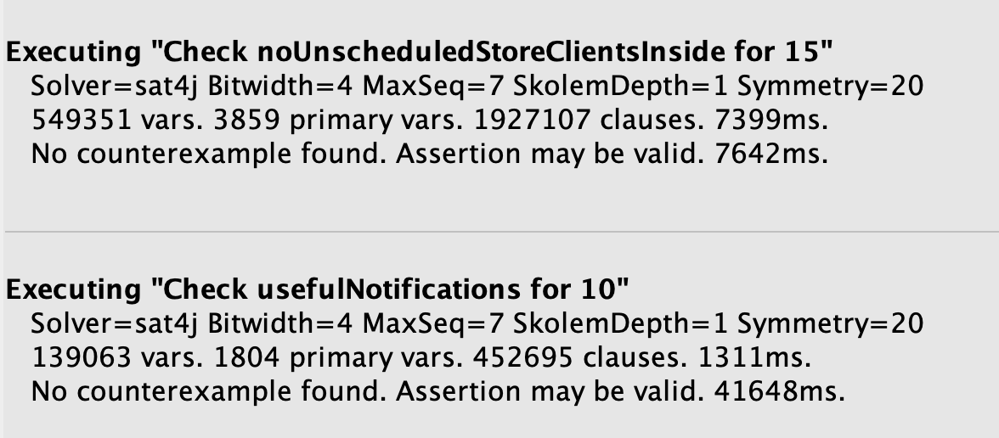 Executing "Check noUnscheduledStoreClientsInside for 15"
Solver=sat4j Bitwidth=4 MaxSeq=7 SkolemDepth=1 Symmetry=20
549351 vars. 3859 primary vars. 1927107 clauses. 7399ms.
No counterexample found. Assertion may be valid. 7642ms.
Executing "Check usefulNotifications for 10"
Solver=sat4j Bitwidth=4 MaxSeq=7 SkolemDepth=1 Symmetry=20
139063 vars. 1804 primary vars. 452695 clauses. 1311ms.
No counterexample found. Assertion may be valid. 41648ms.